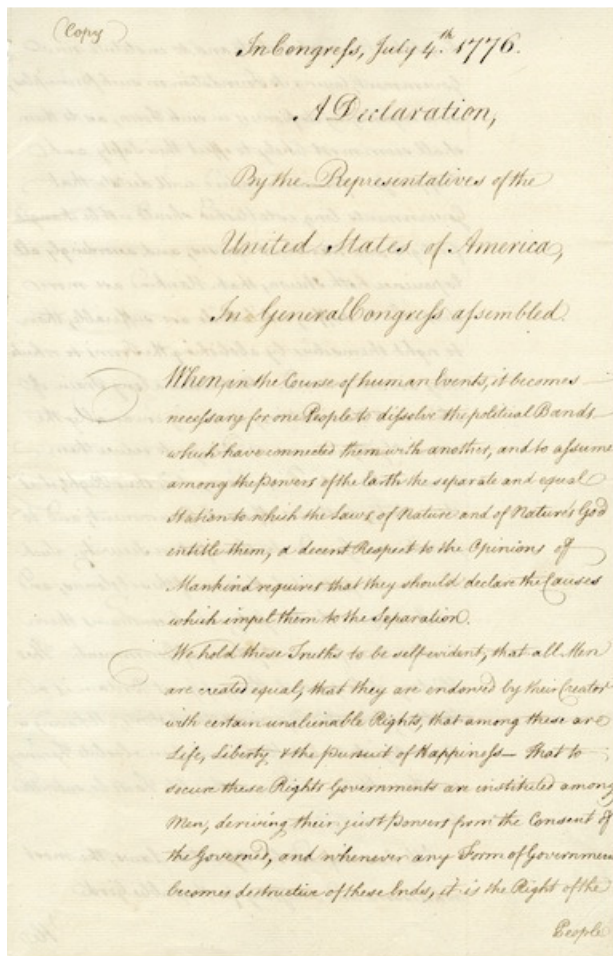 (Copy)
In Congress, July 4th. 1776.
A Declaration,
By the Representatives of the
United States of America,
In General Congress assembled.
When, in the Course of human Events, it becomes
necessary for one People to dissolve the political Bands
which have connected them with another, and to assume
among the Powers of the Earth the separate and equal
Station to which the Laws of Nature and of Nature's God
entitle them, a decent Respect to the Opinions of
Mankind requires that they should declare the Causes
which impel them to the Separation.
We hold these Truths to be self evident, that all Men
are created equal, that they are endowed by their Creator
with certain unalienable Rights, that among these are
Life, Liberty, & the Pursuit of Happiness— That to
secure these Rights Governments are instituted among
Men, deriving their just Powers from the Consent of
the Governed, and whenever any Form of Government
becomes destructive of these Ends, it is the Right of the
People